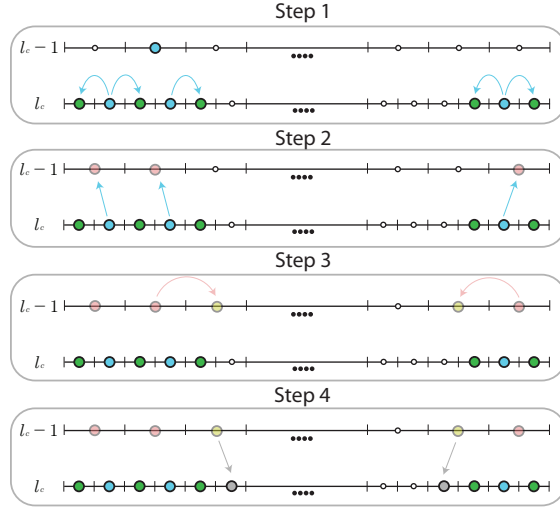 Step 1
l_c − 1
l_c
Step 2
l_c − 1
l_c
Step 3
l_c − 1
l_c
Step 4
l_c − 1
l_c